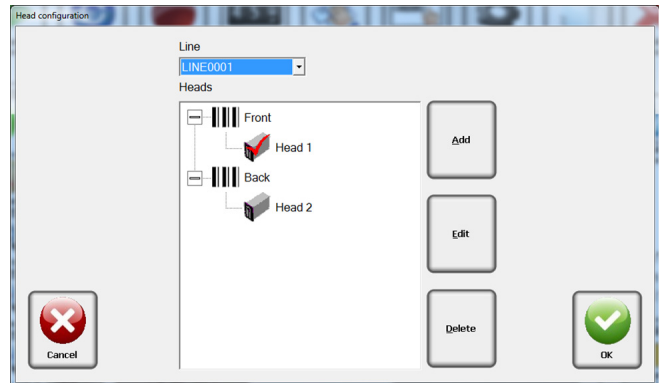 Head configuration
Line
LINE0001
Heads
Front
Head 1
Back
Head 2
Add
Edit
Delete
Cancel
OK